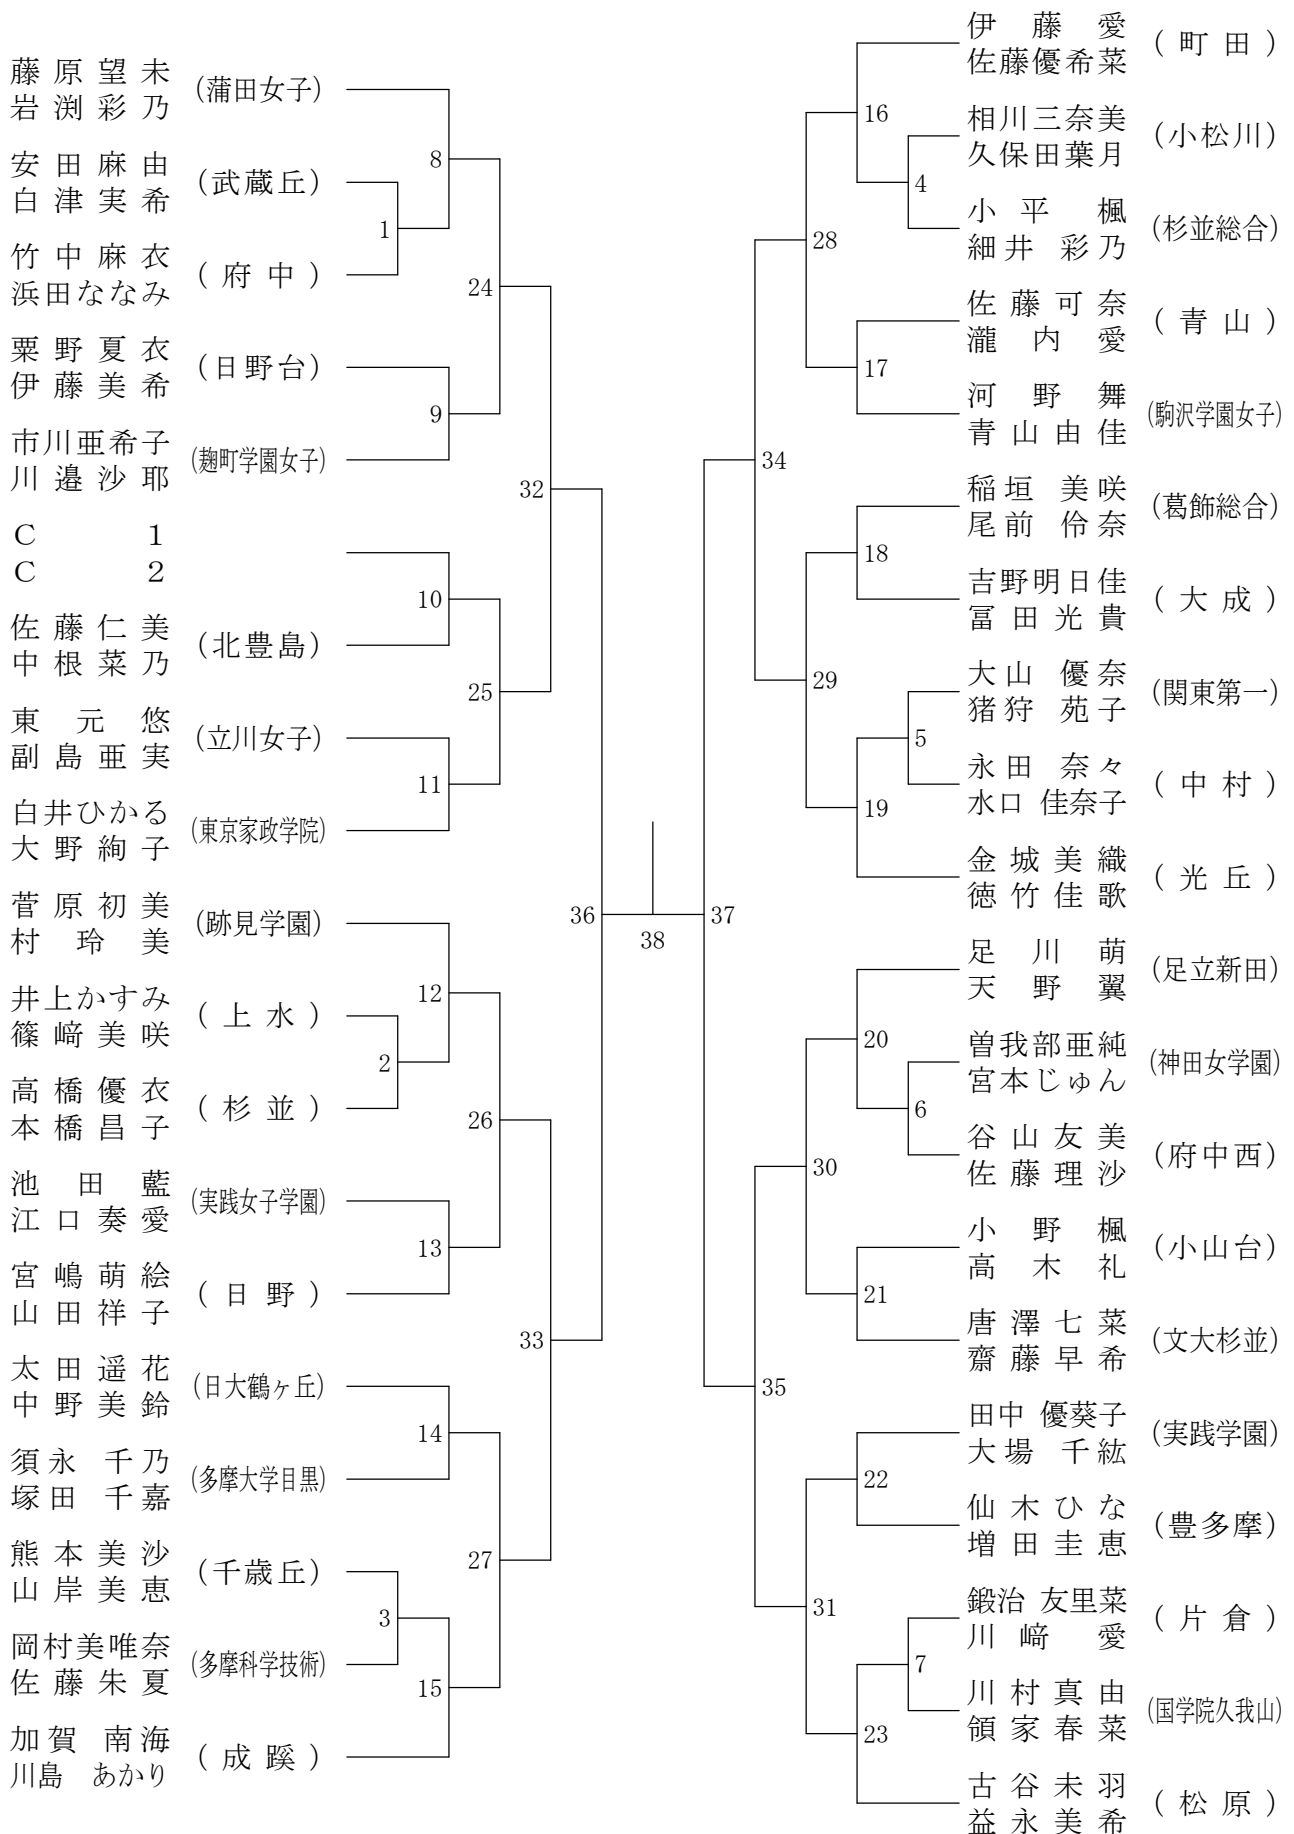 藤原望未
岩渕彩乃
(蒲田女子)
安田麻由
白津実希
(武蔵丘)
竹中麻衣
浜田ななみ
(府中)
粟野夏衣
伊藤美希
(日野台)
市川亜希子
川邉沙耶
(麹町学園女子)
C 1
C 2
佐藤仁美
中根菜乃
(北豊島)
東元悠
副島亜実
(立川女子)
白井ひかる
大野絢子
(東京家政学院)
菅原初美
村玲美
(跡見学園)
井上かすみ
篠﨑美咲
(上水)
高橋優衣
本橋昌子
(杉並)
池田藍
江口奏愛
(実践女子学園)
宮嶋萌絵
山田祥子
(日野)
太田遥花
中野美鈴
(日大鶴ヶ丘)
須永 千乃
塚田 千嘉
(多摩大学目黒)
熊本美沙
山岸美恵
(千歳丘)
岡村美唯奈
佐藤朱夏
(多摩科学技術)
加賀 南海
川島 あかり
(成蹊)
1
2
3
8
9
10
11
12
13
14
15
24
25
26
27
32
33
36
38
37
34
35
28
29
30
31
16
17
18
19
20
21
22
23
4
5
6
7
伊藤愛
佐藤優希菜
(町田)
相川三奈美
久保田葉月
(小松川)
小平 楓
細井 彩乃
(杉並総合)
佐藤可奈
瀧内愛
(青山)
河野舞
青山由佳
(駒沢学園女子)
稲垣 美咲
尾前 伶奈
(葛飾総合)
吉野明日佳
冨田光貴
(大成)
大山 優奈
猪狩 苑子
(関東第一)
永田 奈々
水口 佳奈子
(中村)
金城美織
徳竹佳歌
(光丘)
足川萌
天野翼
(足立新田)
曽我部亜純
宮本じゅん
(神田女学園)
谷山友美
佐藤理沙
(府中西)
小野楓
高木礼
(小山台)
唐澤七菜
齋藤早希
(文大杉並)
田中 優葵子
大場 千紘
(実践学園)
仙木ひな
増田圭恵
(豊多摩)
鍛治 友里菜
川﨑 愛
(片倉)
川村真由
領家春菜
(国学院久我山)
古谷未羽
益永美希
(松原)